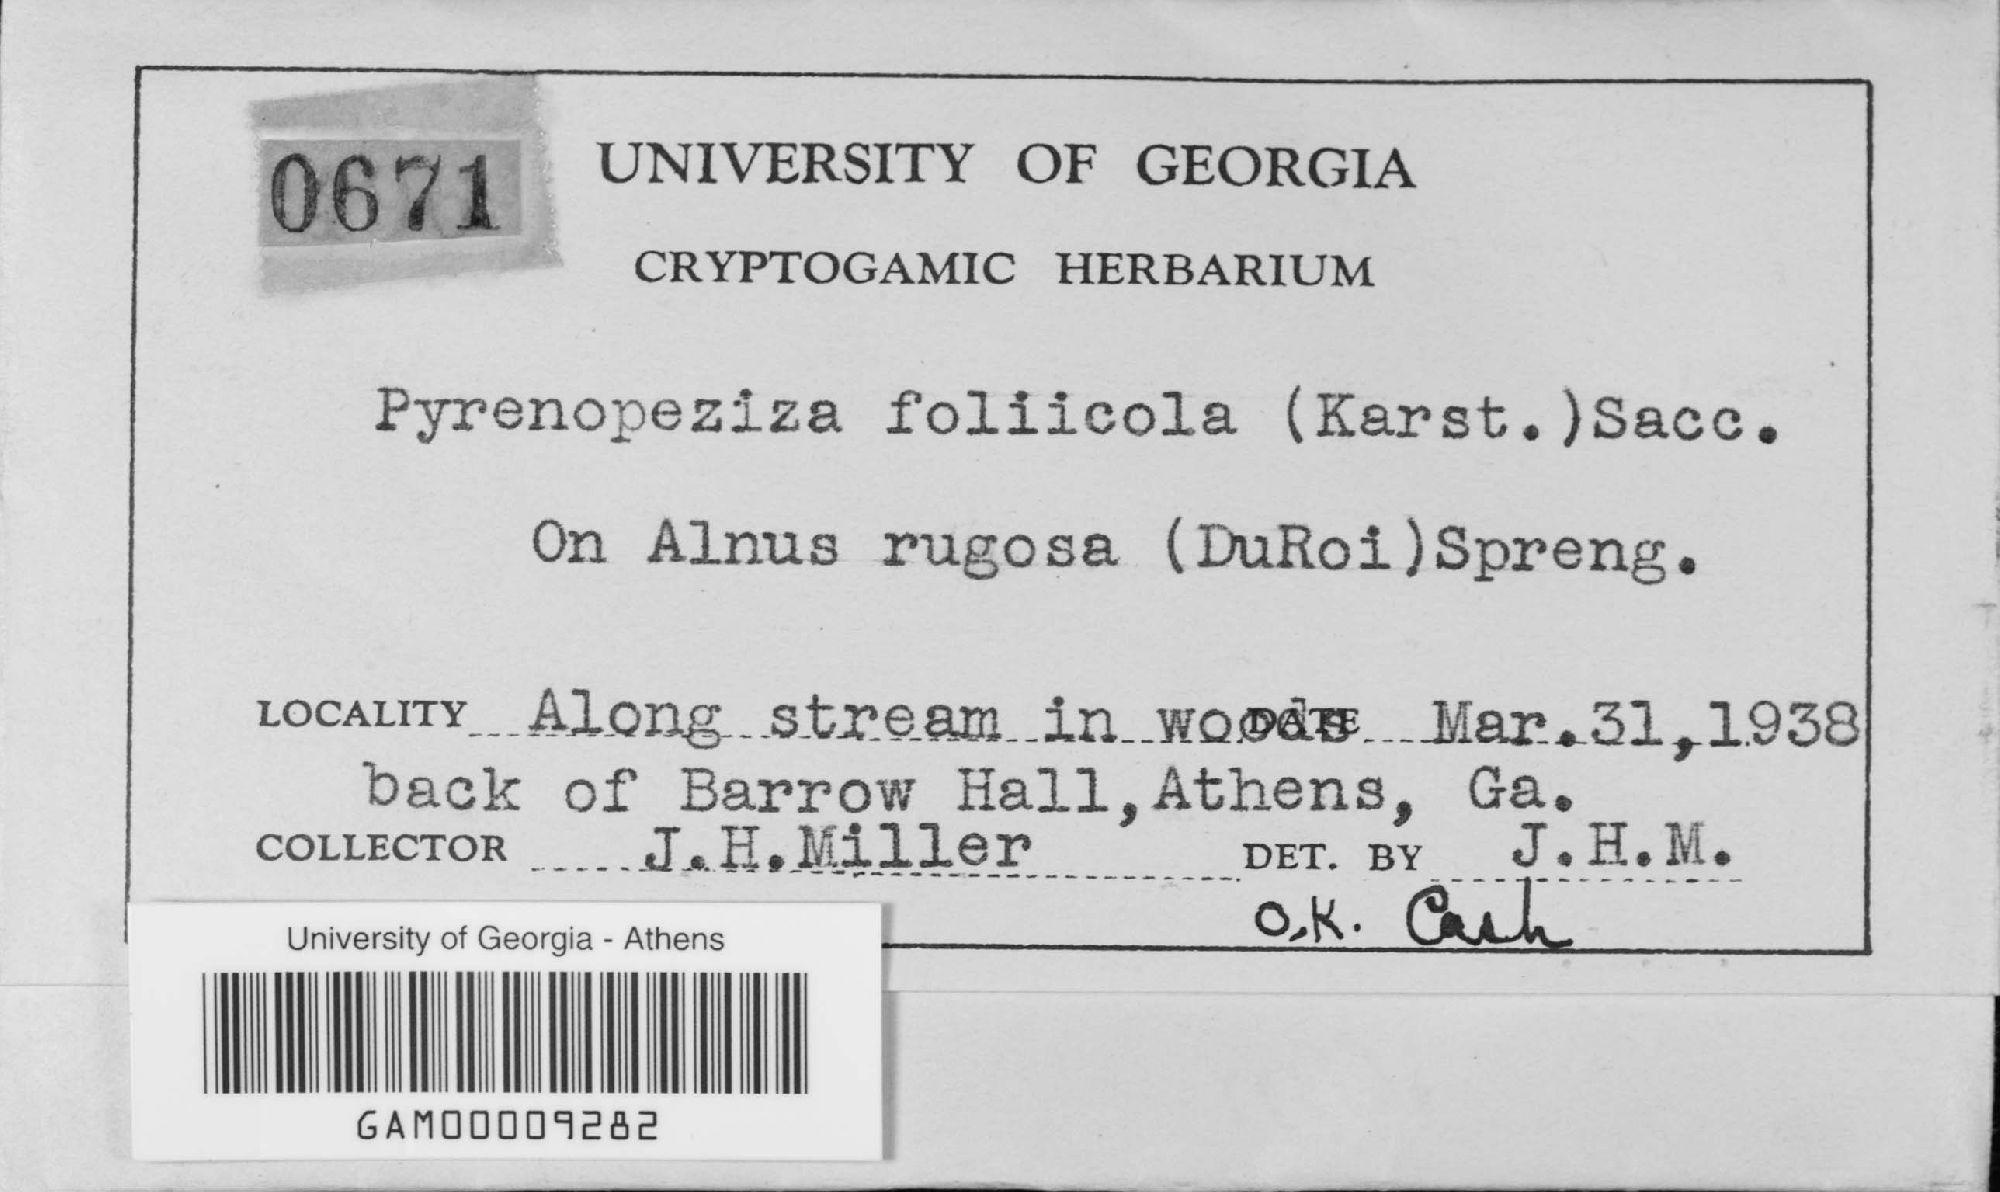 0671
UNIVERSITY OF GEORGIA
CRYPTOGAMIC HERBARIUM
Pyrenopeziza foliicola (Karst.)Sacc.
On Alnus rugosa (DuRoi)Spreng.
LOCALITY Along stream in woods DATE Mar.31,1938
back of Barrow Hall,Athens, Ga.
COLLECTOR J.H.Miller DET. BY J.H.M.
O.K. Cash
University of Georgia - Athens
GAM00009282